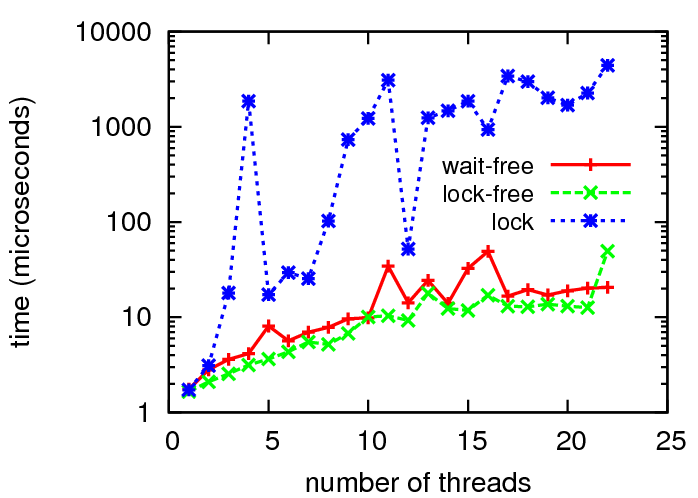 10000
1000
100
10
1
time (microseconds)
wait-free
lock-free
lock
0 5 10 15 20 25
number of threads